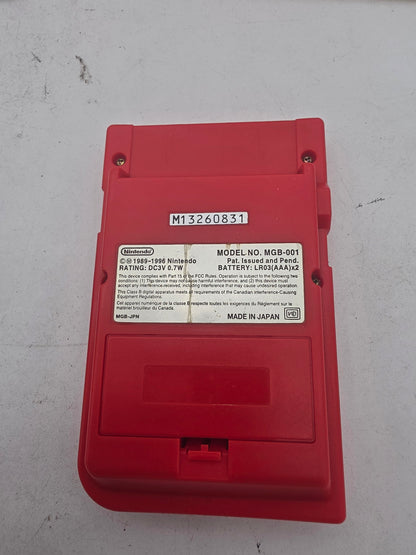 M13260831
Nintendo
©Ⓜ 1989-1996 Nintendo
MODEL NO. MGB-001
Pat. Issued and Pend.
RATING: DC3V 0.7W
BATTERY: LR03(AAA)x2
This device complies with Part 15 of FCC Rules. Operation is subject to the following two
conditions: (1) This device may not cause harmful interference, and (2) this device must
accept any interference received, including interference that may cause undesired operation.
This Class B digital apparatus meets all requirements of the Canadian Interference-Causing
Equipment Regulations.
Cet appareil numérique de la classe B respecte toutes les exigences du Règlement sur le
matériel brouilleur du Canada.
MGB-JPN
MADE IN JAPAN